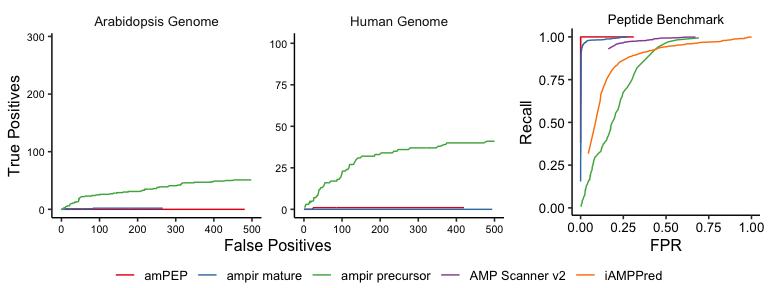 Arabidopsis Genome
Human Genome
Peptide Benchmark
True Positives
300
200
100
0
0 100 200 300 400 500
100
75
50
25
0
0 100 200 300 400 500
False Positives
Recall
1.00
0.75
0.50
0.25
0.00
0.00 0.25 0.50 0.75 1.00
FPR
amPEP ampir mature ampir precursor AMP Scanner v2 iAMPPred